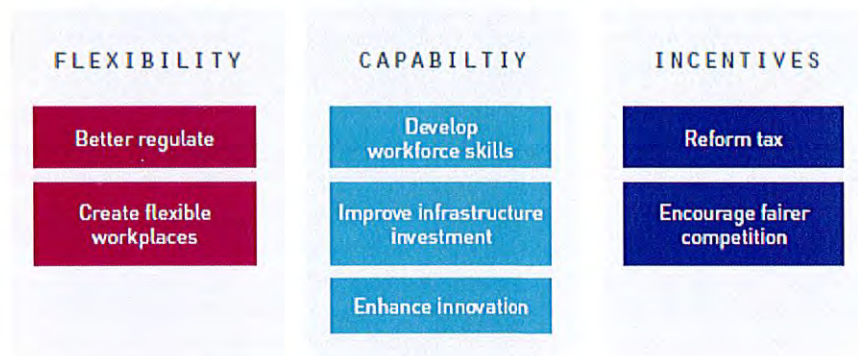 FLEXIBILITY
Better regulate
Create flexible
workplaces
CAPABILTIY
Develop
workforce skills
Improve infrastructure
investment
Enhance innovation
INCENTIVES
Reform tax
Encourage fairer
competition